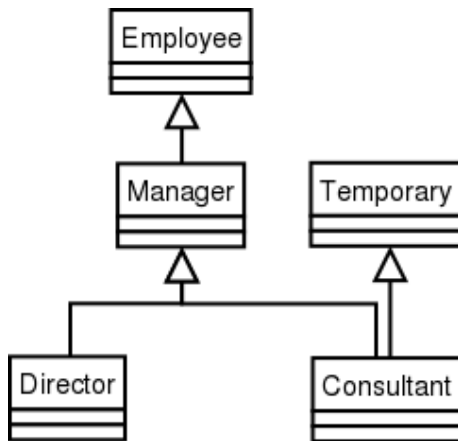 Employee
Manager
Temporary
Director
Consultant